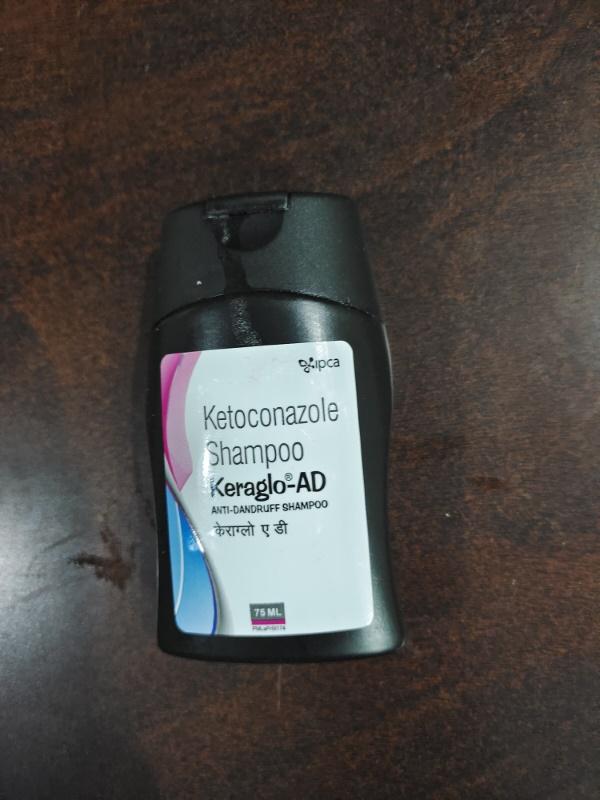 ipca
Ketoconazole
Shampoo
Keraglo®-AD
ANTI-DANDRUFF SHAMPOO
केराग्लो ए डी
75 ML